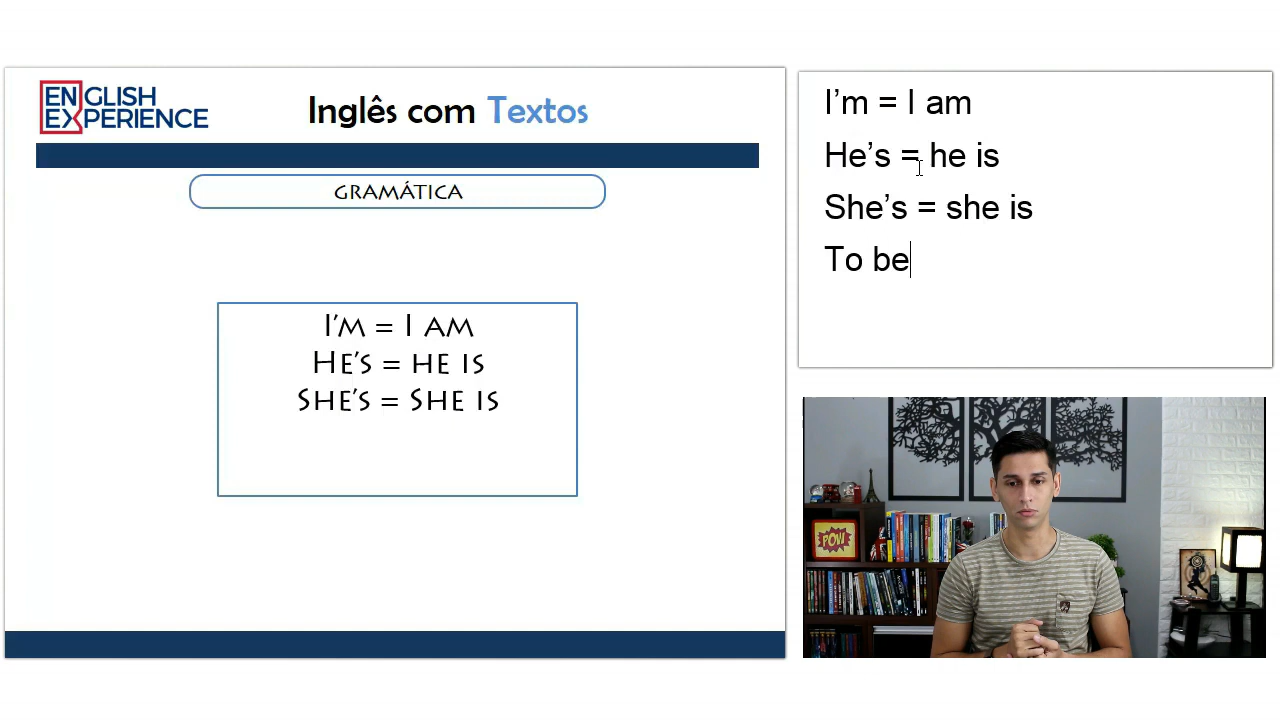 ENGLISH
EXPERIENCE
Inglês com Textos
GRAMÁTICA
I'm = I am
He's = he is
She's = She is
I'm = I am
He's = he is
She's = she is
To be
POW!